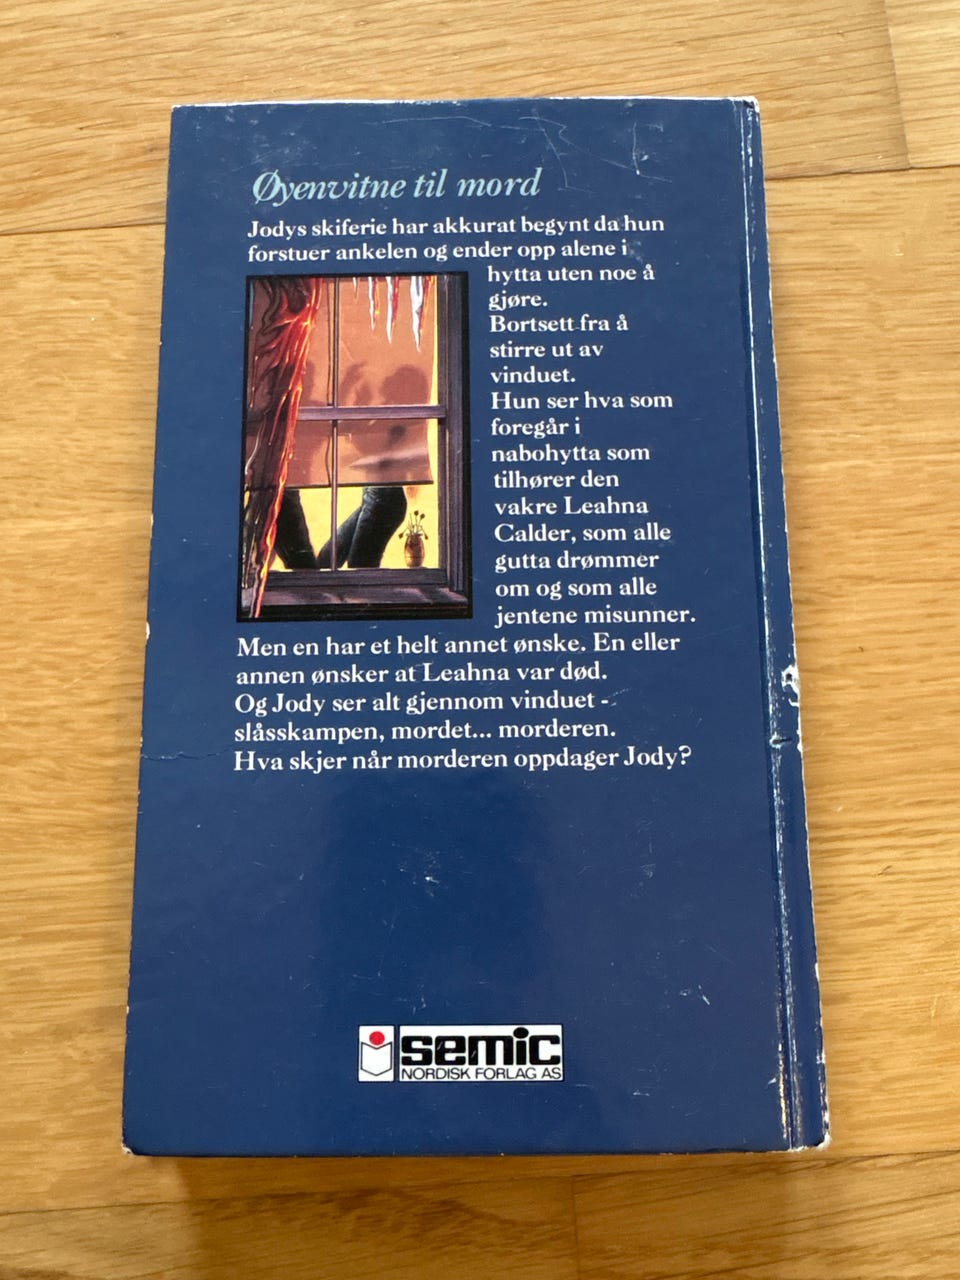 Øyenvitne til mord
Jodys skiferie har akkurat begynt da hun
forstuer ankelen og ender opp alene i
hytta uten noe å
gjøre.
Bortsett fra å
stirre ut av
vinduet.
Hun ser hva som
foregår i
nabohytta som
tilhører den
vakre Leahna
Calder, som alle
gutta drømmer
om og som alle
jentene misunner.
Men en har et helt annet ønske. En eller
annen ønsker at Leahna var død.
Og Jody ser alt gjennom vinduet -
slåsskampen, mordet... morderen.
Hva skjer når morderen oppdager Jody?
semic
NORDISK FORLAG AS